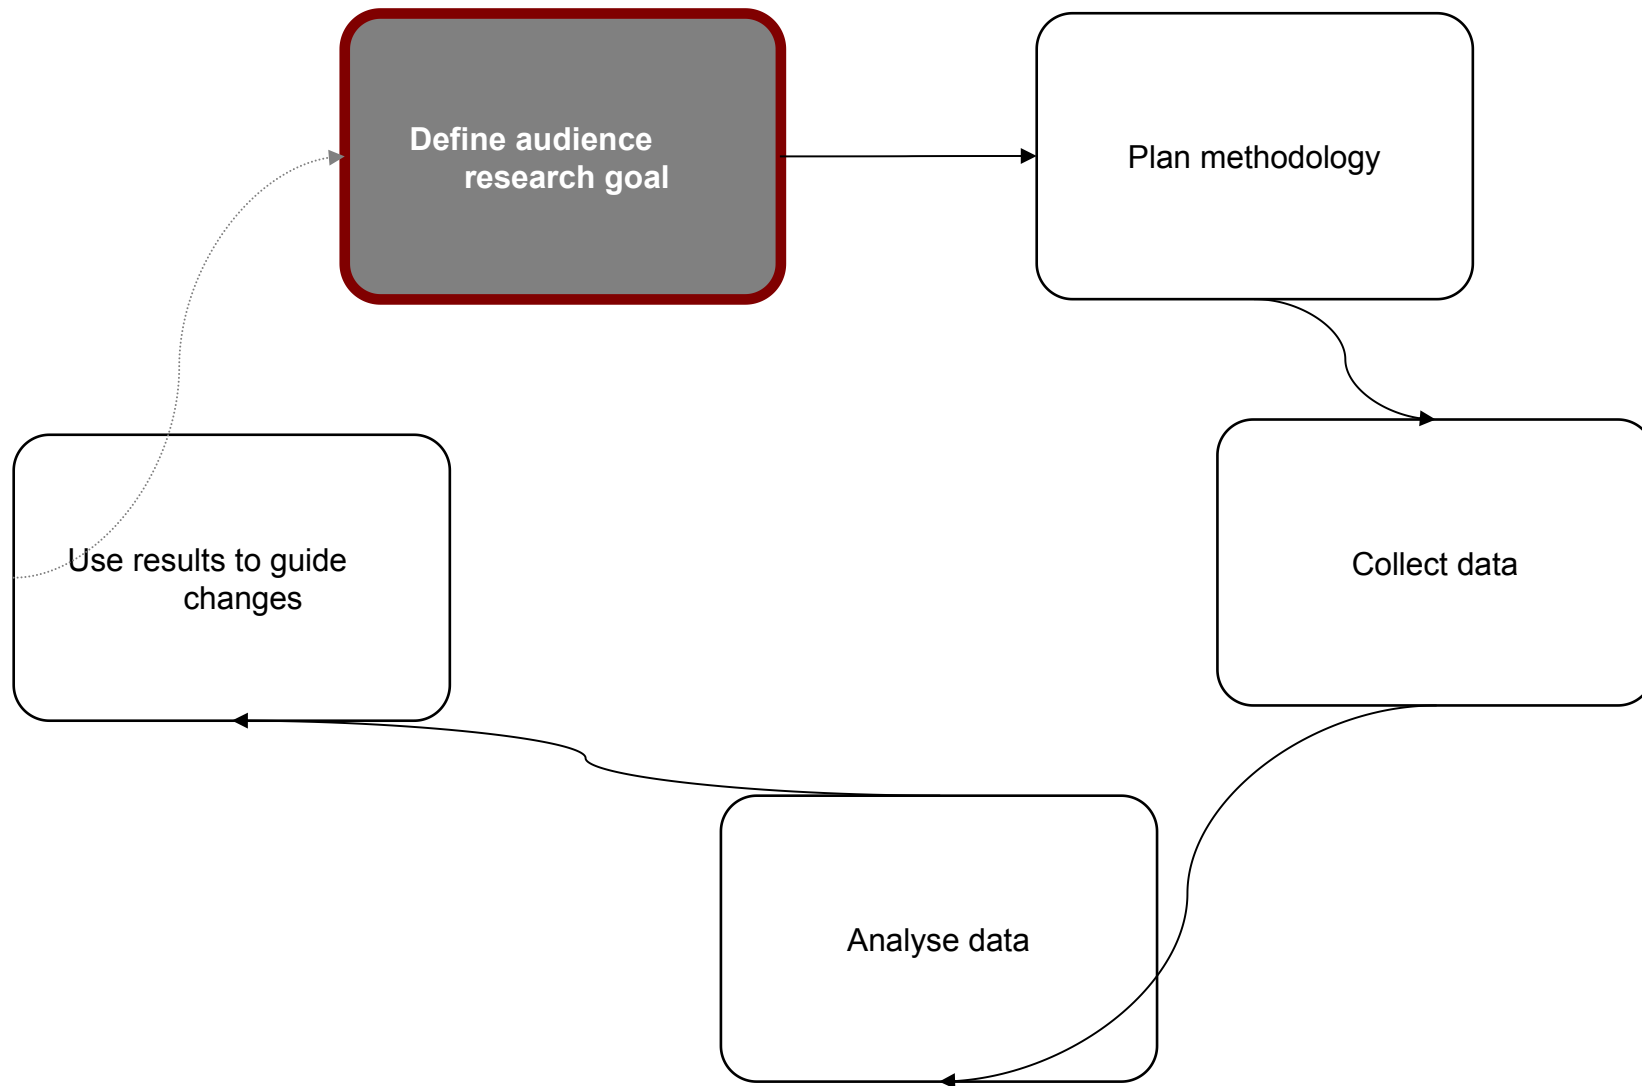 Define audience
research goal
Plan methodology
Collect data
Analyse data
Use results to guide
changes